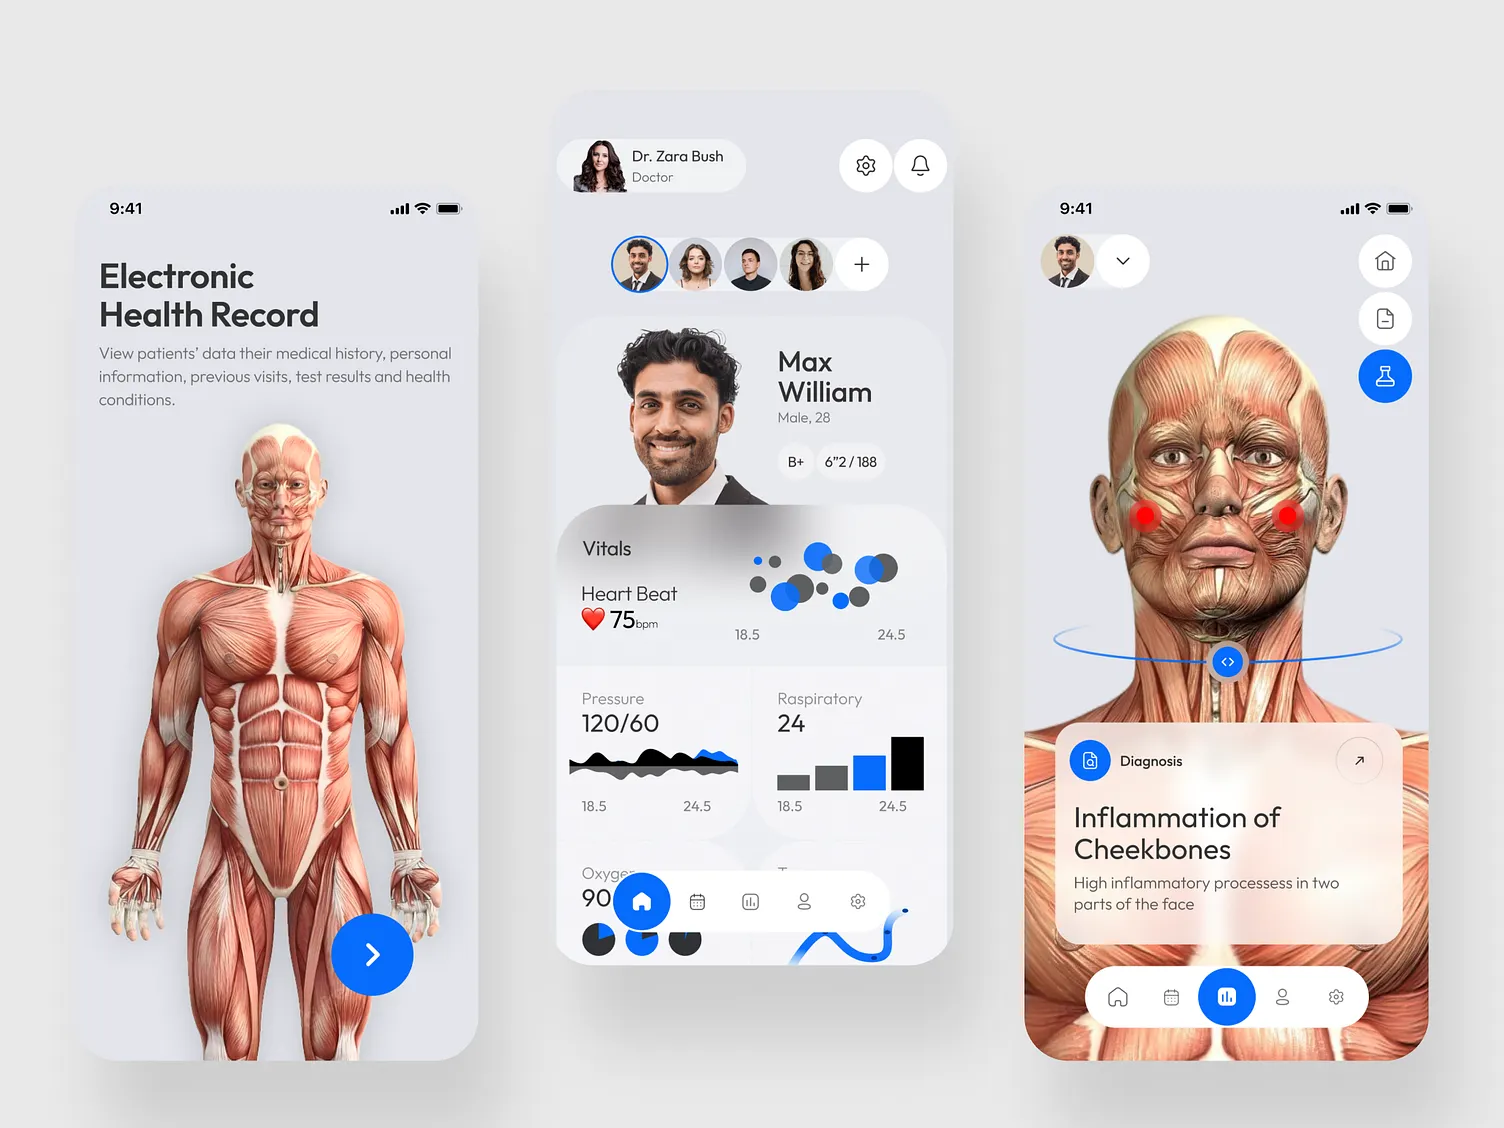 9:41
Electronic
Health Record
View patients’ data their medical history, personal
information, previous visits, test results and health
conditions.
Dr. Zara Bush
Doctor
Max
William
Male, 28
B+
6”2 / 188
Vitals
Heart Beat
75bpm
18.5
24.5
Pressure
120/60
18.5
24.5
Raspiratory
24
18.5
24.5
90
9:41
Diagnosis
Inflammation of
Cheekbones
High inflammatory processess in two
parts of the face